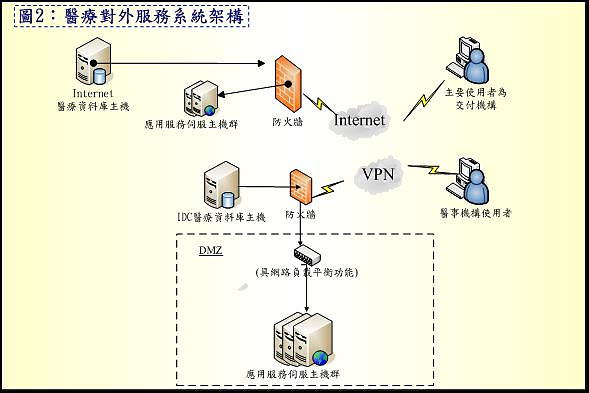 圖2：醫療對外服務系統架構
Internet
醫療資料庫主機
應用服務伺服主機群
防火牆
Internet
主要使用者為
交付機構
IDC醫療資料庫主機
防火牆
VPN
醫事機構使用者
DMZ
(具網路負載平衡功能)
應用服務伺服主機群